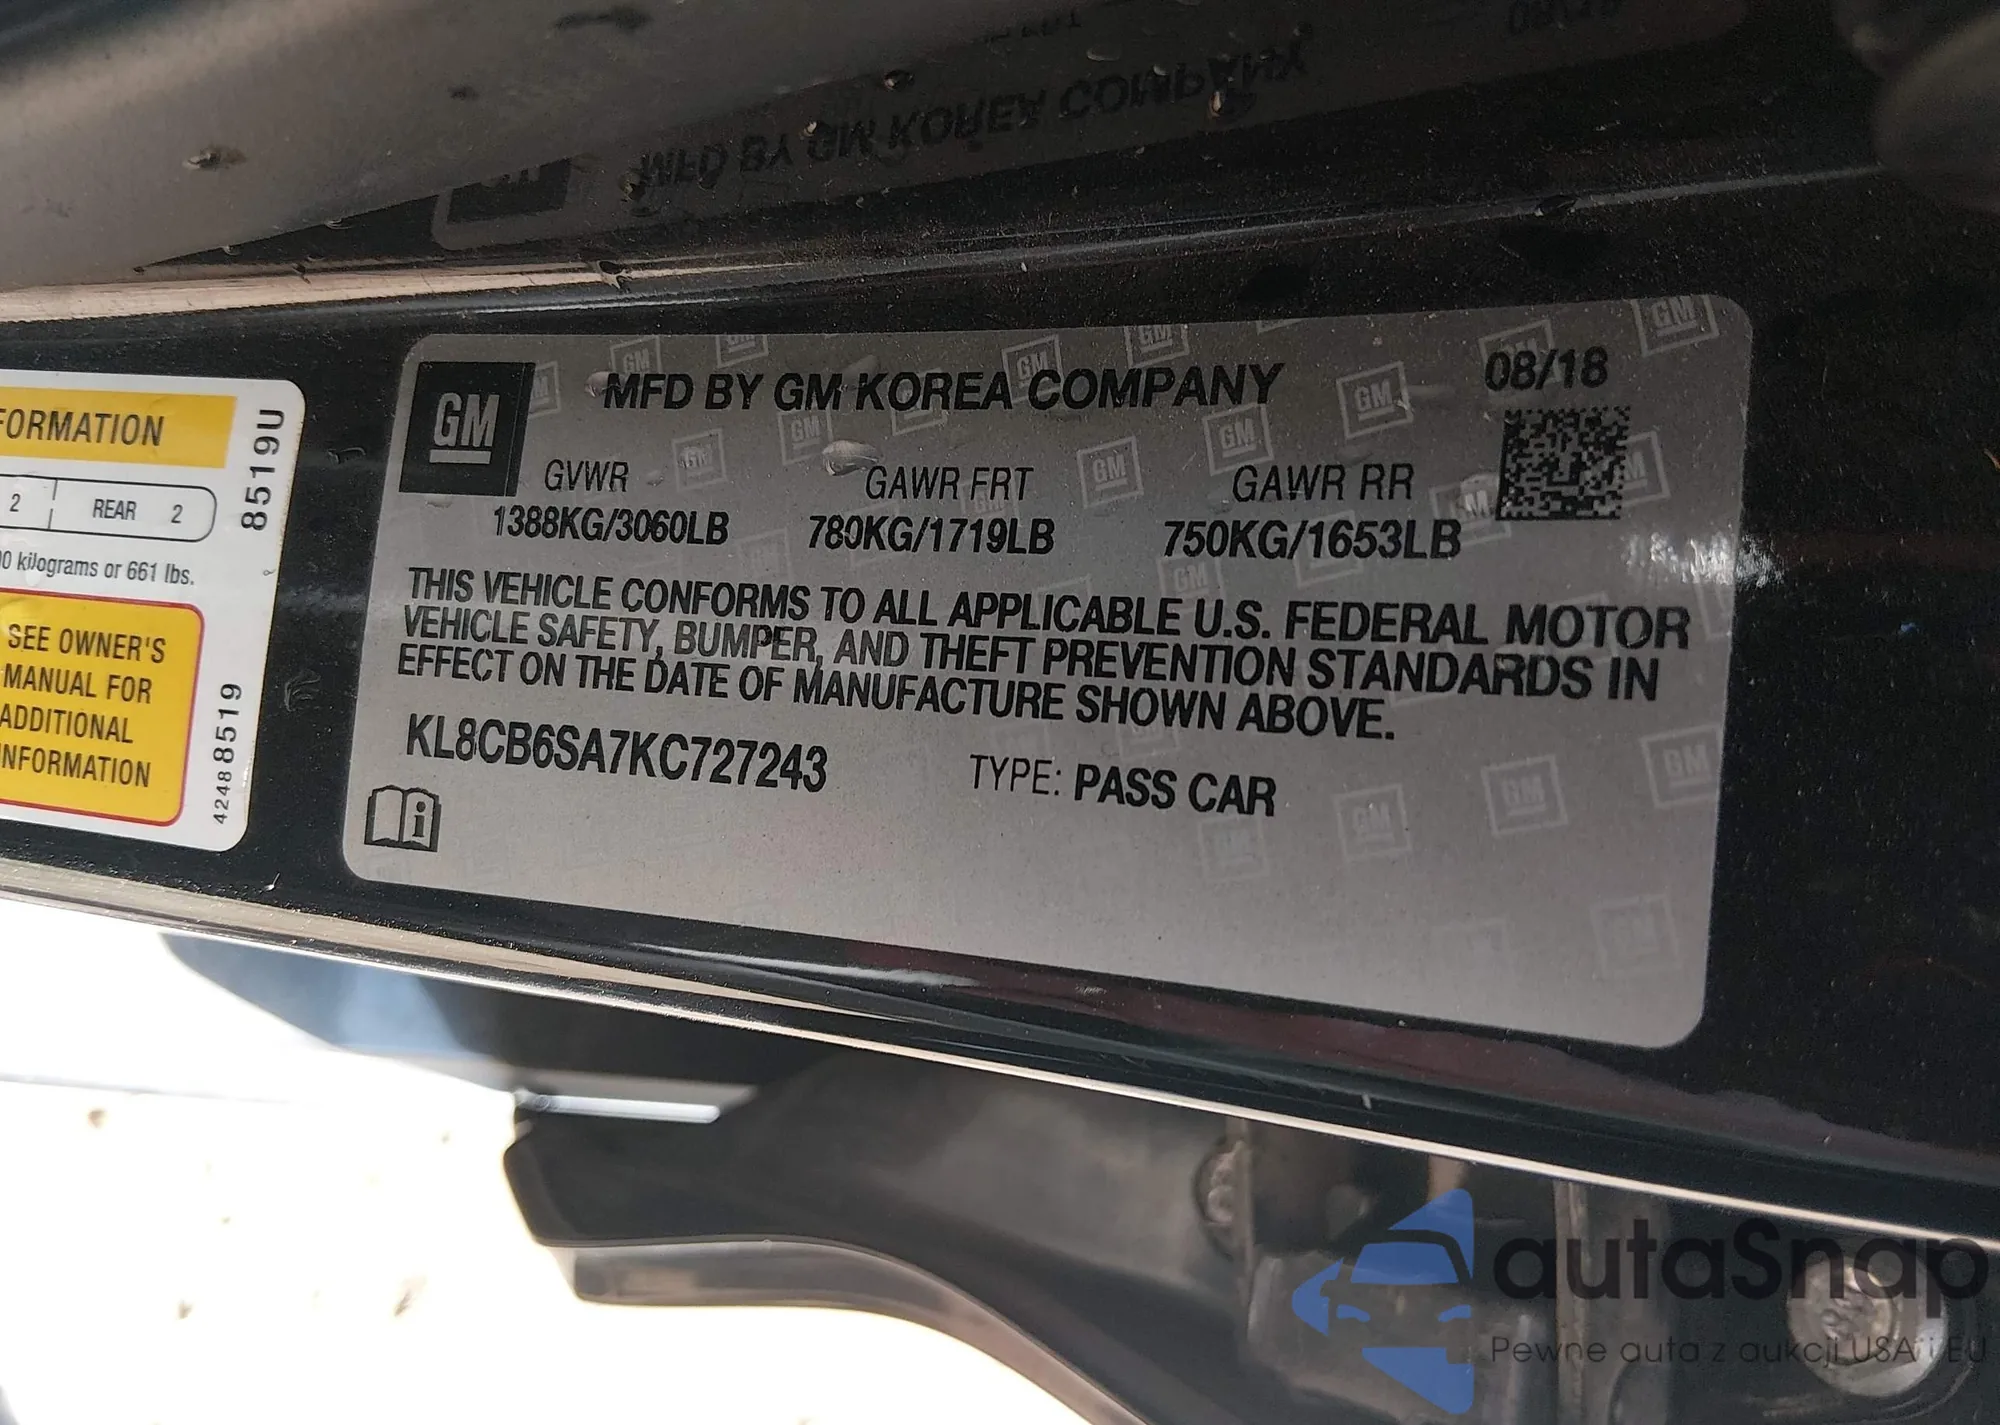 MFD BY GM KOREA COMPANY
FORMATION
2 REAR 2
0 kilograms or 661 lbs.
SEE OWNER'S
MANUAL FOR
ADDITIONAL
INFORMATION
8519U
42488519
GM
MFD BY GM KOREA COMPANY 08/18
GVWR GAWR FRT GAWR RR
1388KG/3060LB 780KG/1719LB 750KG/1653LB
THIS VEHICLE CONFORMS TO ALL APPLICABLE U.S. FEDERAL MOTOR
VEHICLE SAFETY, BUMPER, AND THEFT PREVENTION STANDARDS IN
EFFECT ON THE DATE OF MANUFACTURE SHOWN ABOVE.
KL8CB6SA7KC727243 TYPE: PASS CAR
autaSnap
Pewne auta z aukcji USA i EU